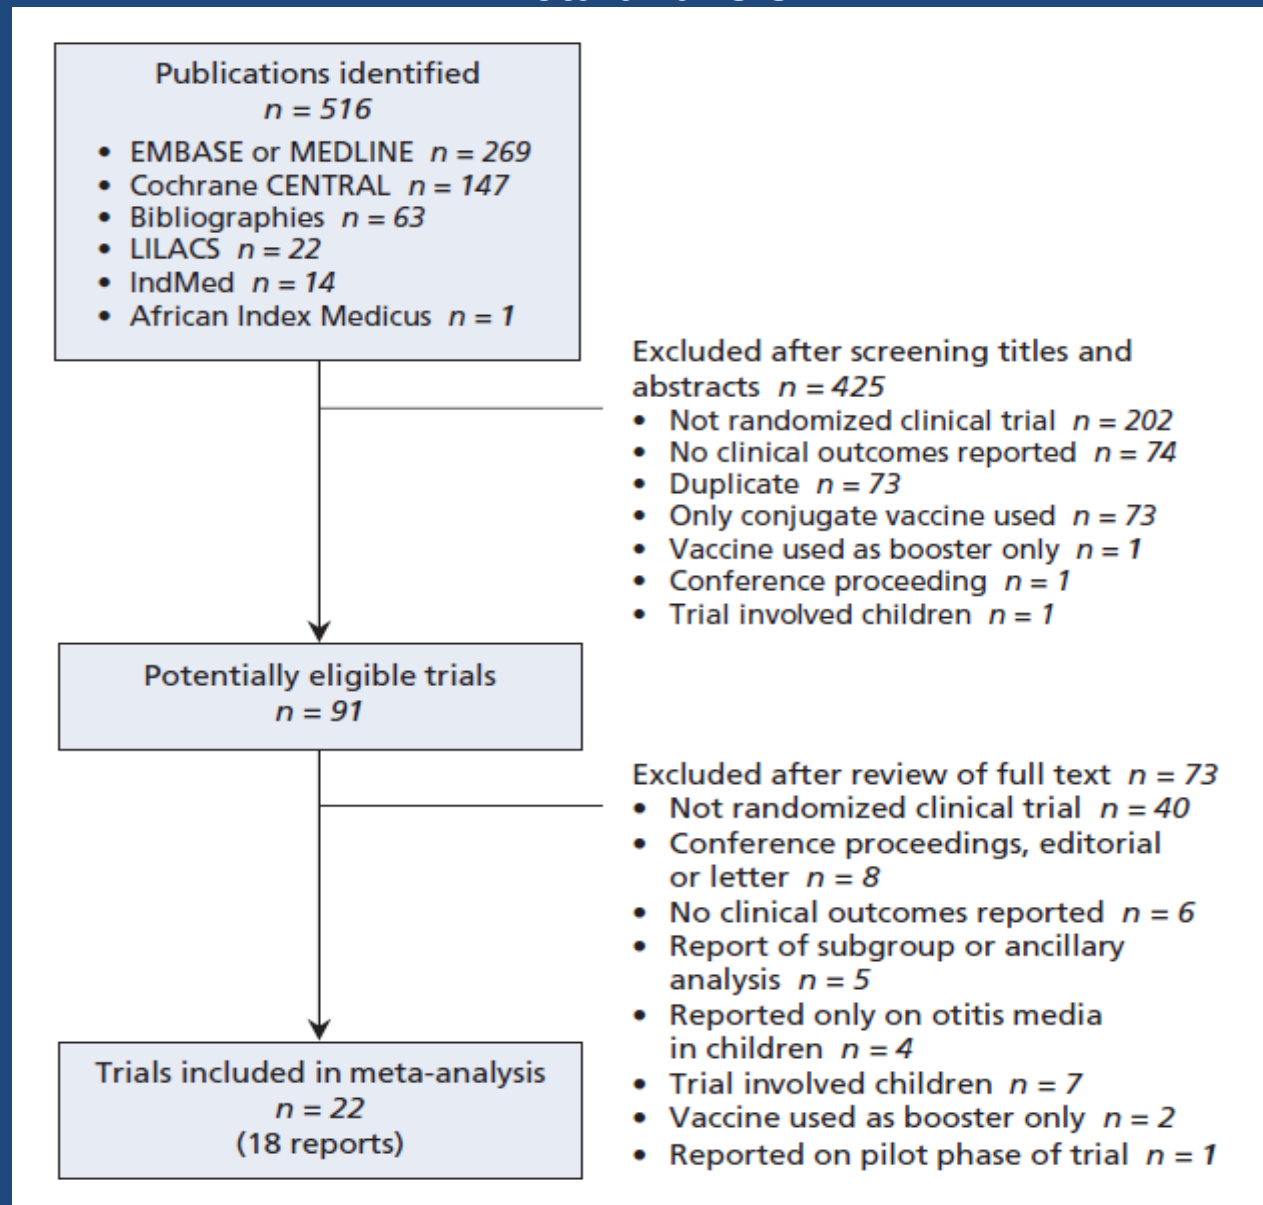 Publications identified
n = 516
• EMBASE or MEDLINE n = 269
• Cochrane CENTRAL n = 147
• Bibliographies n = 63
• LILACS n = 22
• IndMed n = 14
• African Index Medicus n = 1
Excluded after screening titles and
abstracts n = 425
• Not randomized clinical trial n = 202
• No clinical outcomes reported n = 74
• Duplicate n = 73
• Only conjugate vaccine used n = 73
• Vaccine used as booster only n = 1
• Conference proceeding n = 1
• Trial involved children n = 1
Potentially eligible trials
n = 91
Excluded after review of full text n = 73
• Not randomized clinical trial n = 40
• Conference proceedings, editorial
or letter n = 8
• No clinical outcomes reported n = 6
• Report of subgroup or ancillary
analysis n = 5
• Reported only on otitis media
in children n = 4
• Trial involved children n = 7
• Vaccine used as booster only n = 2
• Reported on pilot phase of trial n = 1
Trials included in meta-analysis
n = 22
(18 reports)